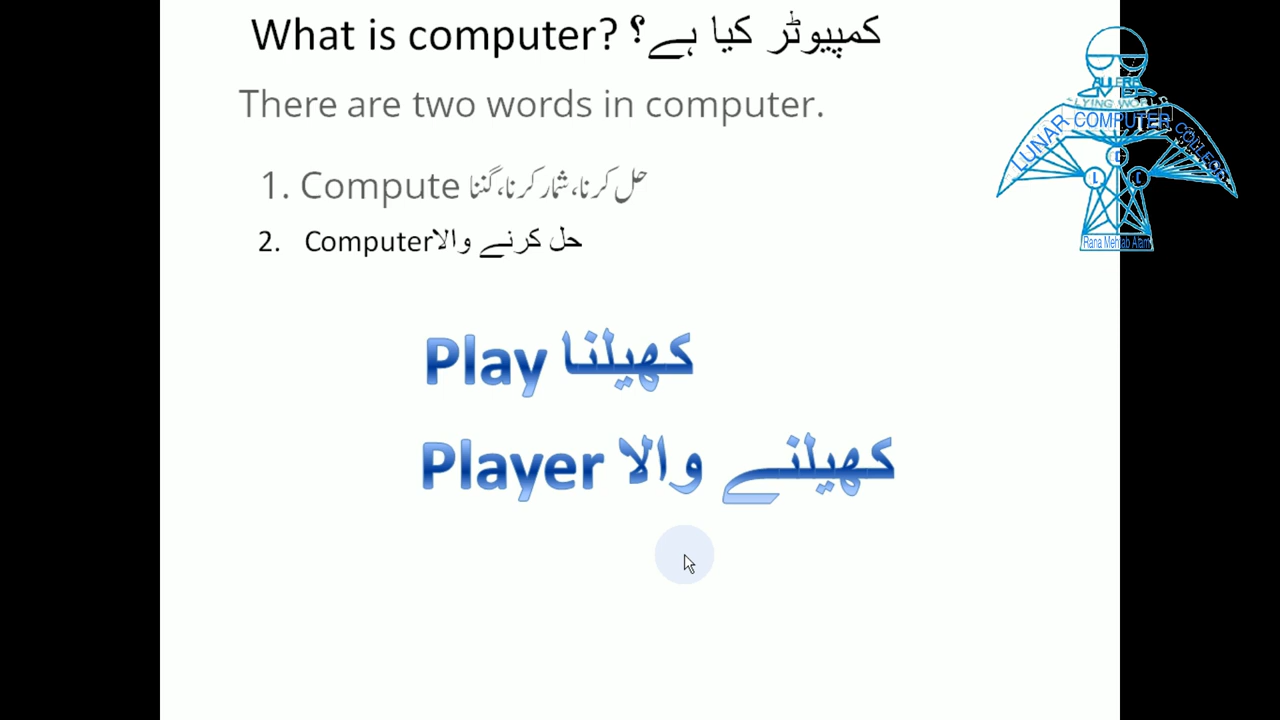 What is computer? کمپیوٹر کیا ہے؟
There are two words in computer.
1. Compute حل کرنا،شمار کرنا،گننا
2. Computer حل کرنے والا
Play کھیلنا
Player کھیلنے والا
LUNAR COMPUTER COLLEGE
Rana Mehtab Alam